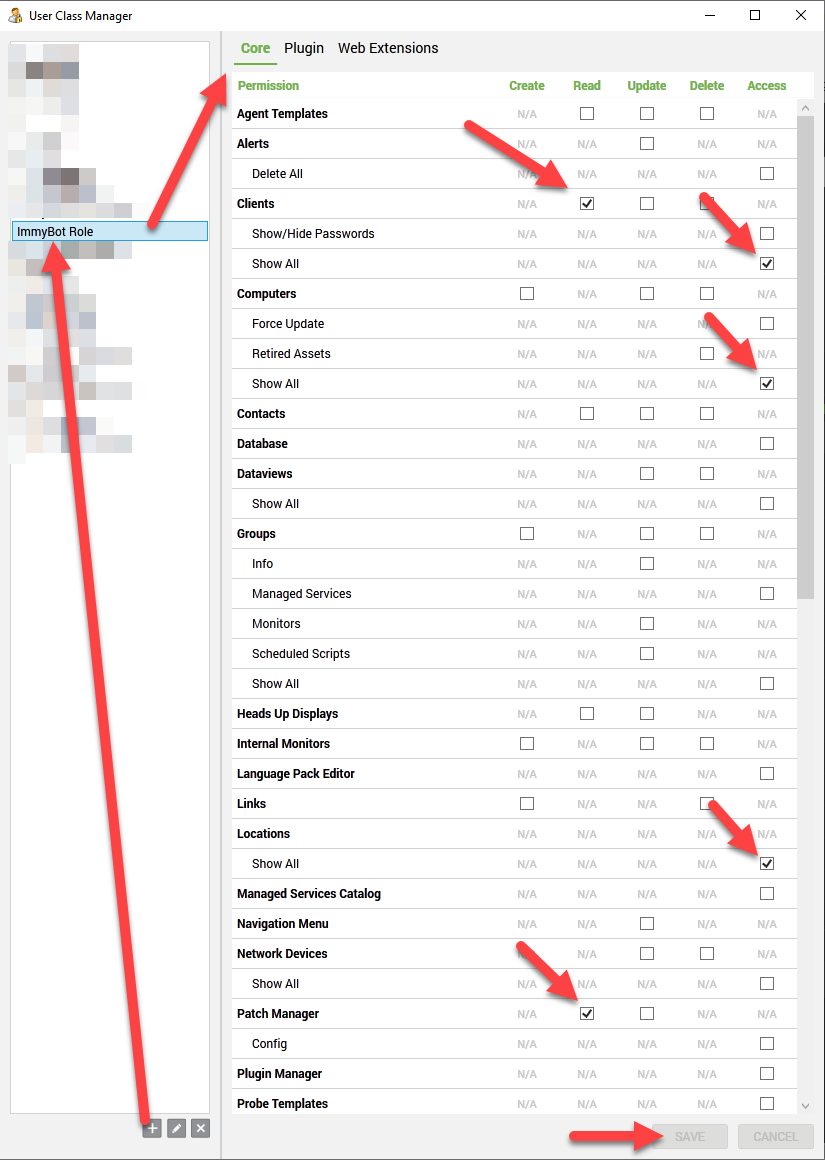 User Class Manager
Core Plugin Web Extensions
Permission Create Read Update Delete Access
Agent Templates N/A N/A
Alerts N/A N/A N/A N/A
Delete All N/A N/A N/A N/A
Clients N/A N/A
Show/Hide Passwords N/A N/A N/A N/A
ImmyBot Role
Show All N/A N/A N/A N/A
Computers N/A N/A
Force Update N/A N/A N/A N/A
Retired Assets N/A N/A N/A N/A
Show All N/A N/A N/A N/A
Contacts N/A N/A
Database N/A N/A N/A N/A
Dataviews N/A N/A N/A
Show All N/A N/A N/A N/A
Groups N/A N/A
Info N/A N/A N/A N/A
Managed Services N/A N/A N/A N/A
Monitors N/A N/A N/A N/A
Scheduled Scripts N/A N/A N/A N/A
Show All N/A N/A N/A N/A
Heads Up Displays N/A N/A N/A
Internal Monitors N/A N/A
Language Pack Editor N/A N/A N/A N/A
Links N/A N/A N/A
Locations N/A N/A N/A N/A N/A
Show All N/A N/A N/A N/A
Managed Services Catalog N/A N/A N/A N/A
Navigation Menu N/A N/A N/A N/A
Network Devices N/A N/A N/A
Show All N/A N/A N/A N/A
Patch Manager N/A N/A N/A
Config N/A N/A N/A N/A
Plugin Manager N/A N/A N/A N/A
Probe Templates N/A N/A N/A N/A
SAVE CANCEL